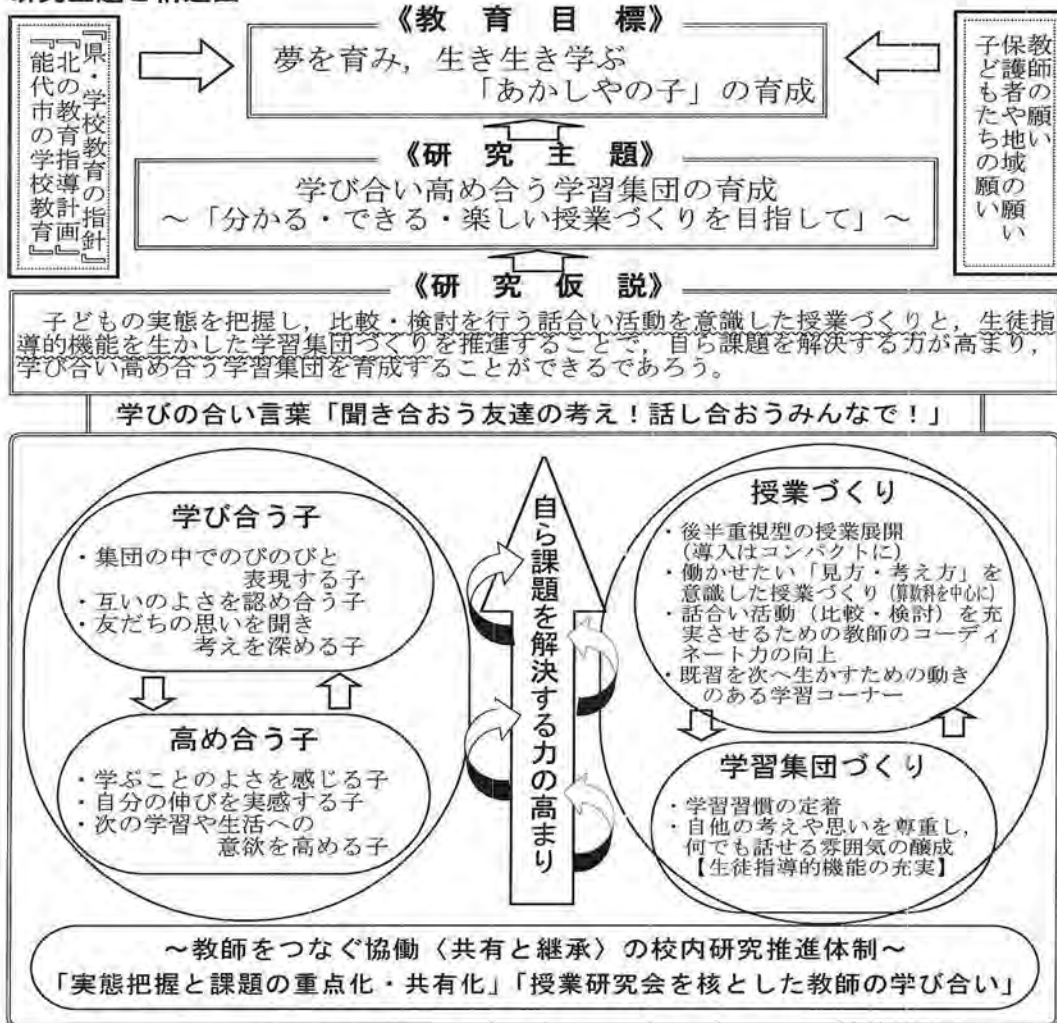 《教　育　目　標》
夢を育み，生き生き学ぶ
「あかしやの子」の育成
『県・学校教育の指針』
『北の教育指導計画』
『能代市の学校教育』
教師の願い
保護者や地域の願い
子どもたちの願い
《研　究　主　題》
学び合い高め合う学習集団の育成
～「分かる・できる・楽しい授業づくりを目指して」～
《研　究　仮　説》
子どもの実態を把握し，比較・検討を行う話合い活動を意識した授業づくりと，生徒指
導的機能を生かした学習集団づくりを推進することで，自ら課題を解決する力が高まり，
学び合い高め合う学習集団を育成することができるであろう。
学びの合い言葉「聞き合おう友達の考え！話し合おうみんなで！」
学び合う子
・集団の中でのびのびと
表現する子
・互いのよさを認め合う子
・友だちの思いを聞き
考えを深める子
高め合う子
・学ぶことのよさを感じる子
・自分の伸びを実感する子
・次の学習や生活への
意欲を高める子
自ら課題を解決する力の高まり
授業づくり
・後半重視型の授業展開
（導入はコンパクトに）
・働かせたい「見方・考え方」を
意識した授業づくり（算数科を中心に）
・話合い活動（比較・検討）を充
実させるための教師のコーディ
ネート力の向上
・既習を次へ生かすための動き
のある学習コーナー
学習集団づくり
・学習習慣の定着
・自他の考えや思いを尊重し，
何でも話せる雰囲気の醸成
【生徒指導的機能の充実】
～教師をつなぐ協働〈共有と継承〉の校内研究推進体制～
「実態把握と課題の重点化・共有化」「授業研究会を核とした教師の学び合い」